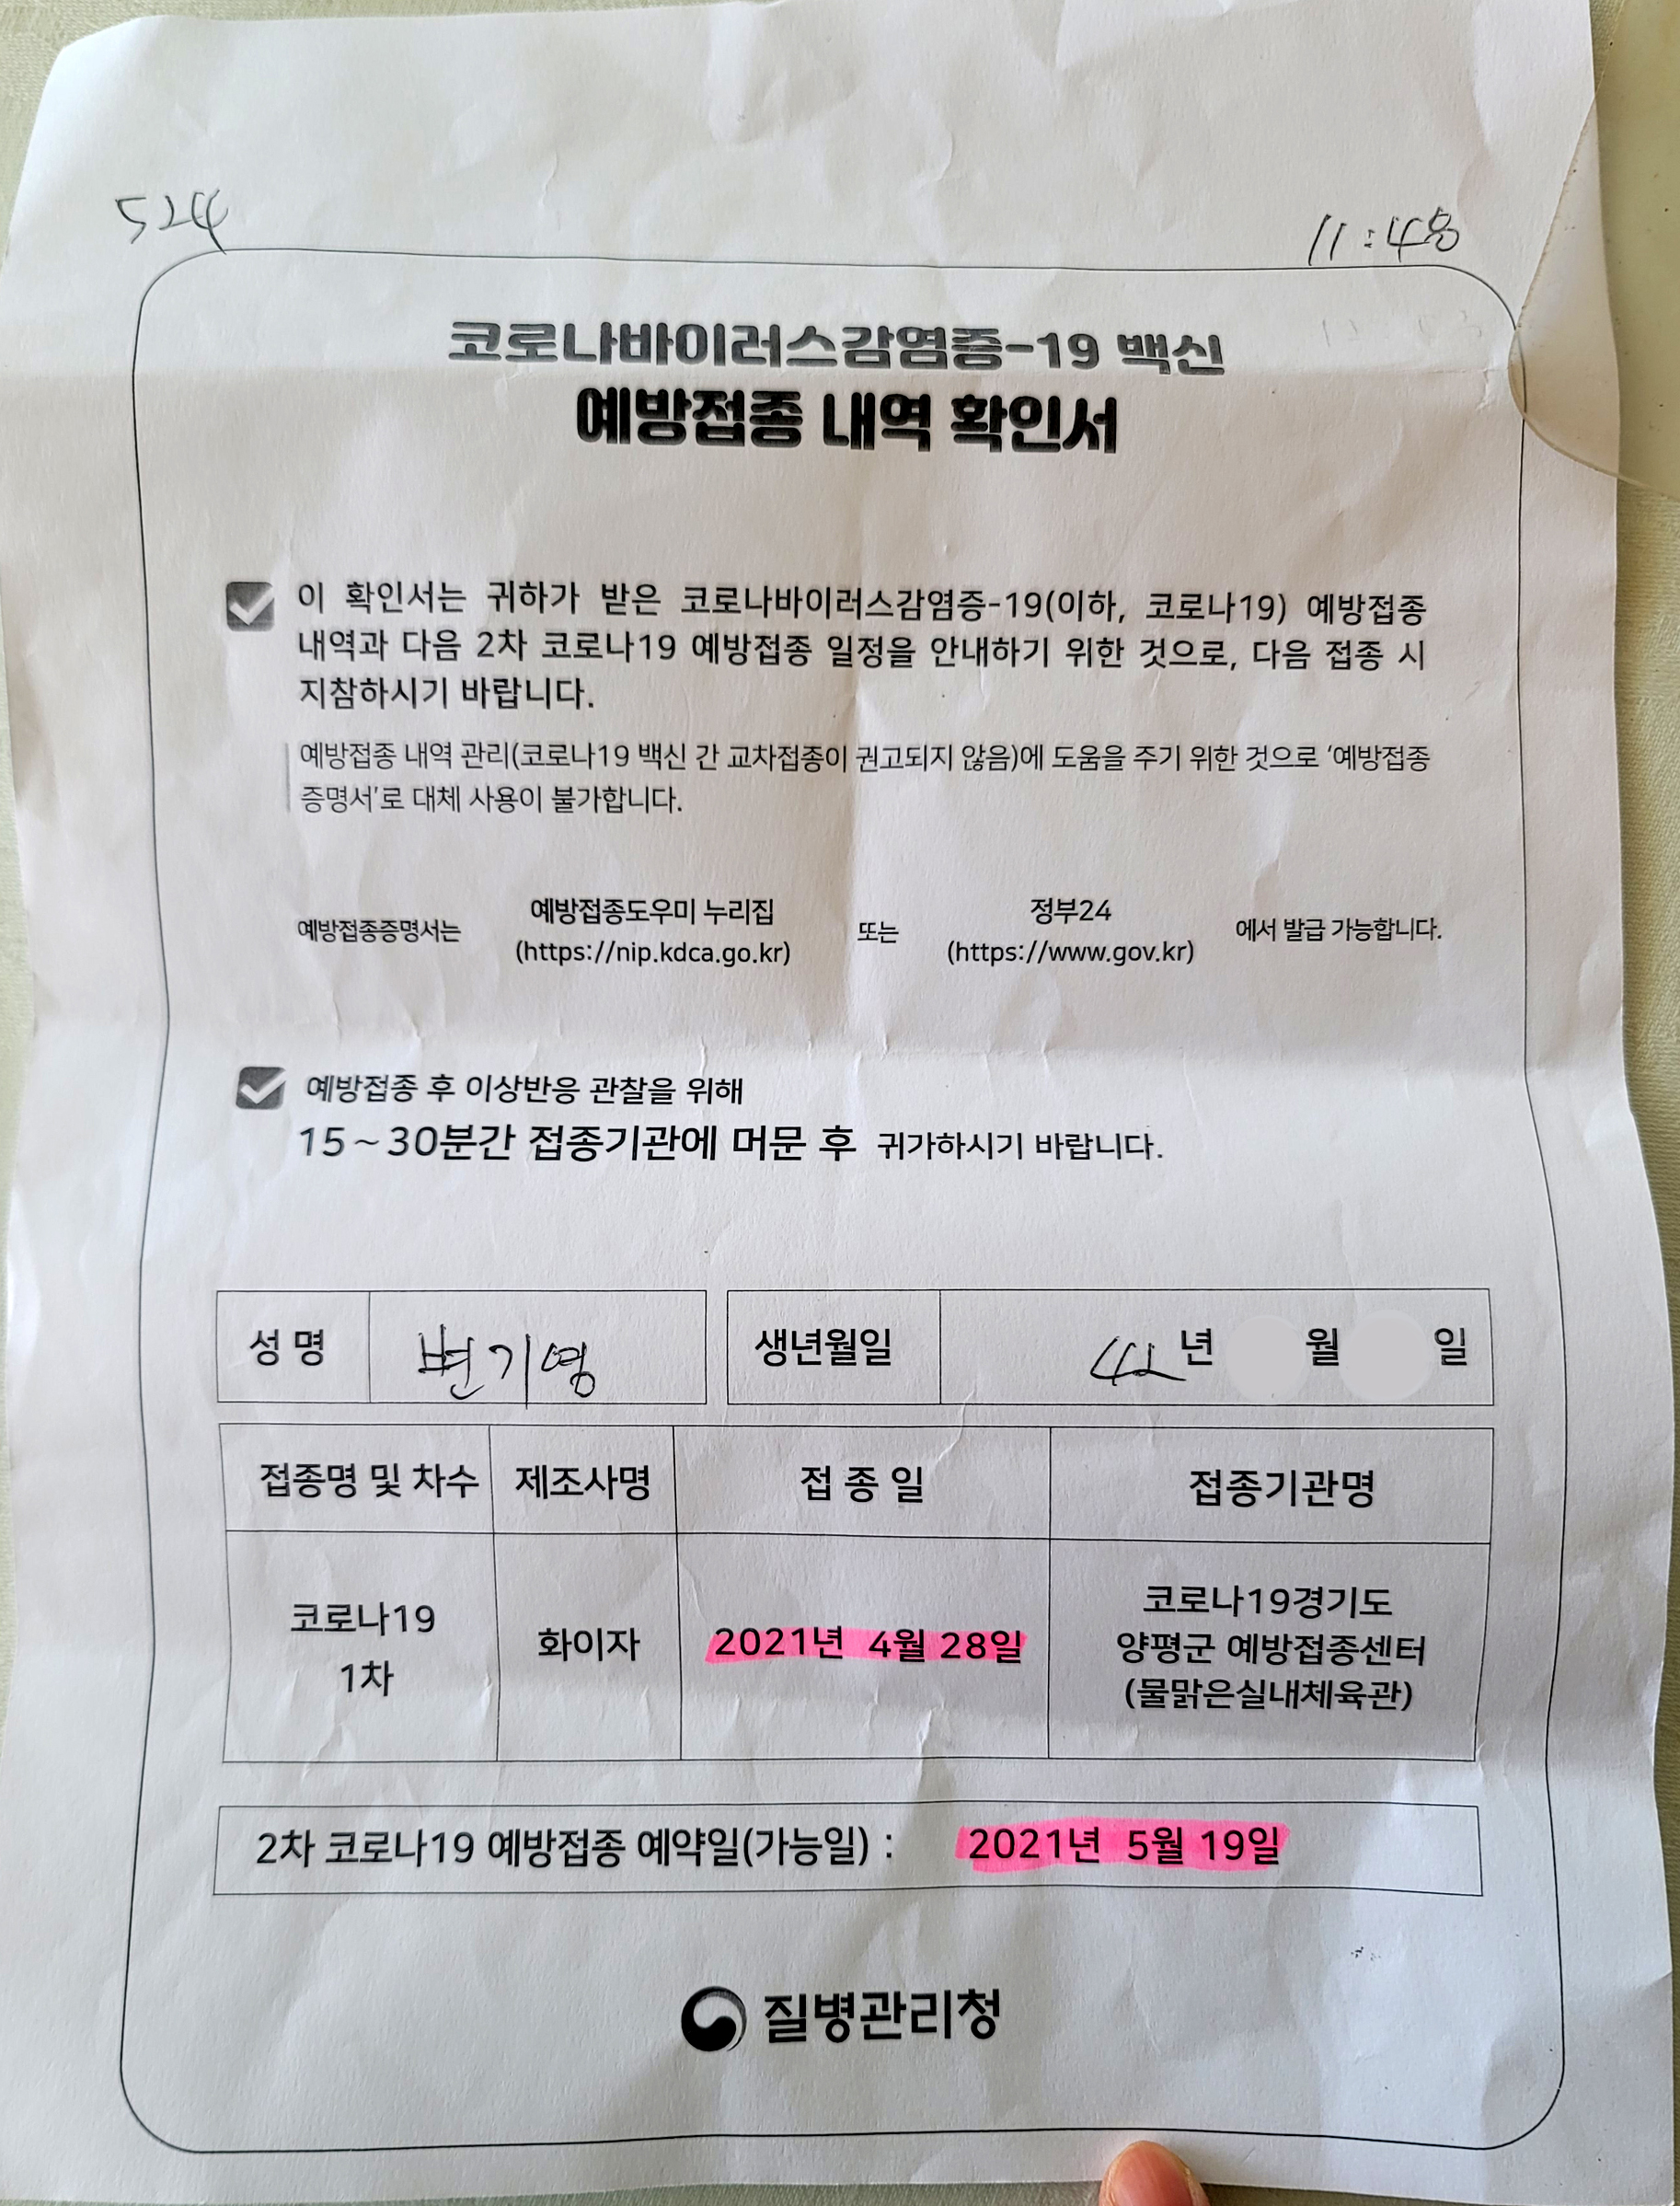 524
11:48
코로나바이러스감염증-19 백신
예방접종 내역 확인서
이 확인서는 귀하가 받은 코로나바이러스감염증-19(이하, 코로나19) 예방접종
내역과 다음 2차 코로나19 예방접종 일정을 안내하기 위한 것으로, 다음 접종 시
지참하시기 바랍니다.
예방접종 내역 관리(코로나19 백신 간 교차접종이 권고되지 않음)에 도움을 주기 위한 것으로 '예방접종
증명서'로 대체 사용이 불가합니다.
예방접종증명서는 예방접종도우미 누리집 또는 정부24 에서 발급 가능합니다.
(https://nip.kdca.go.kr) (https://www.gov.kr)
예방접종 후 이상반응 관찰을 위해
15~30분간 접종기관에 머문 후 귀가하시기 바랍니다.
성 명 변기영 생년월일 42년 월 일
접종명 및 차수 제조사명 접 종 일 접종기관명
코로나19
1차
화이자
2021년 4월 28일
코로나19경기도
양평군 예방접종센터
(물맑은실내체육관)
2차 코로나19 예방접종 예약일(가능일) : 2021년 5월 19일
질병관리청